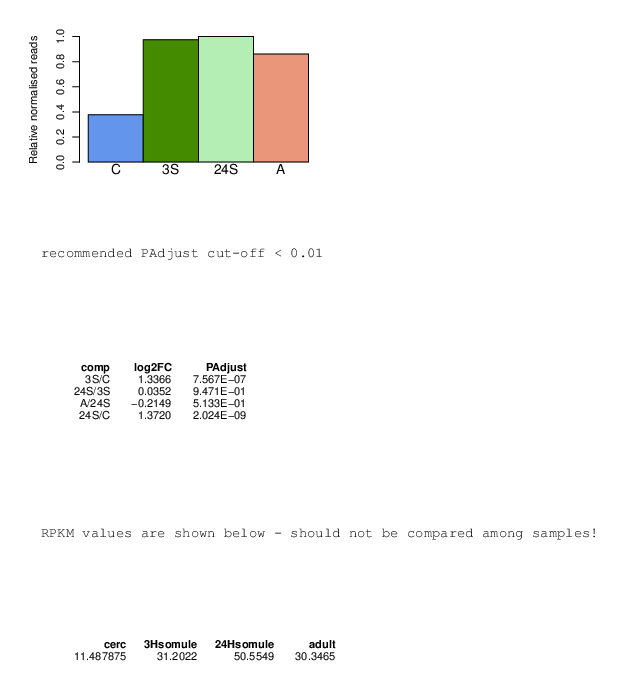 Relative normalised reads
1.0
0.8
0.6
0.4
0.2
0.0
C 3S 24S A
recommended PAdjust cut-off < 0.01
comp log2FC PAdjust
3S/C 1.3366 7.567E−07
24S/3S 0.0352 9.471E−01
A/24S −0.2149 5.133E−01
24S/C 1.3720 2.024E−09
RPKM values are shown below - should not be compared among samples!
cerc 3Hsomule 24Hsomule adult
11.487875 31.2022 50.5549 30.3465